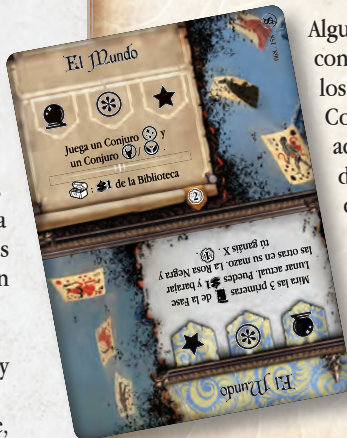 El Mundo
Juega un Conjuro y
un Conjuro .
: 1 de la Biblioteca
2
Mira las 3 primeras de la Fase
Lunar actual. Puedes 1 y barajar
las otras en su mazo. La Rosa Negra y
tú ganáis X .
El Mundo
Algu
con
los
Co
ac
d
a
s
n
y
e,